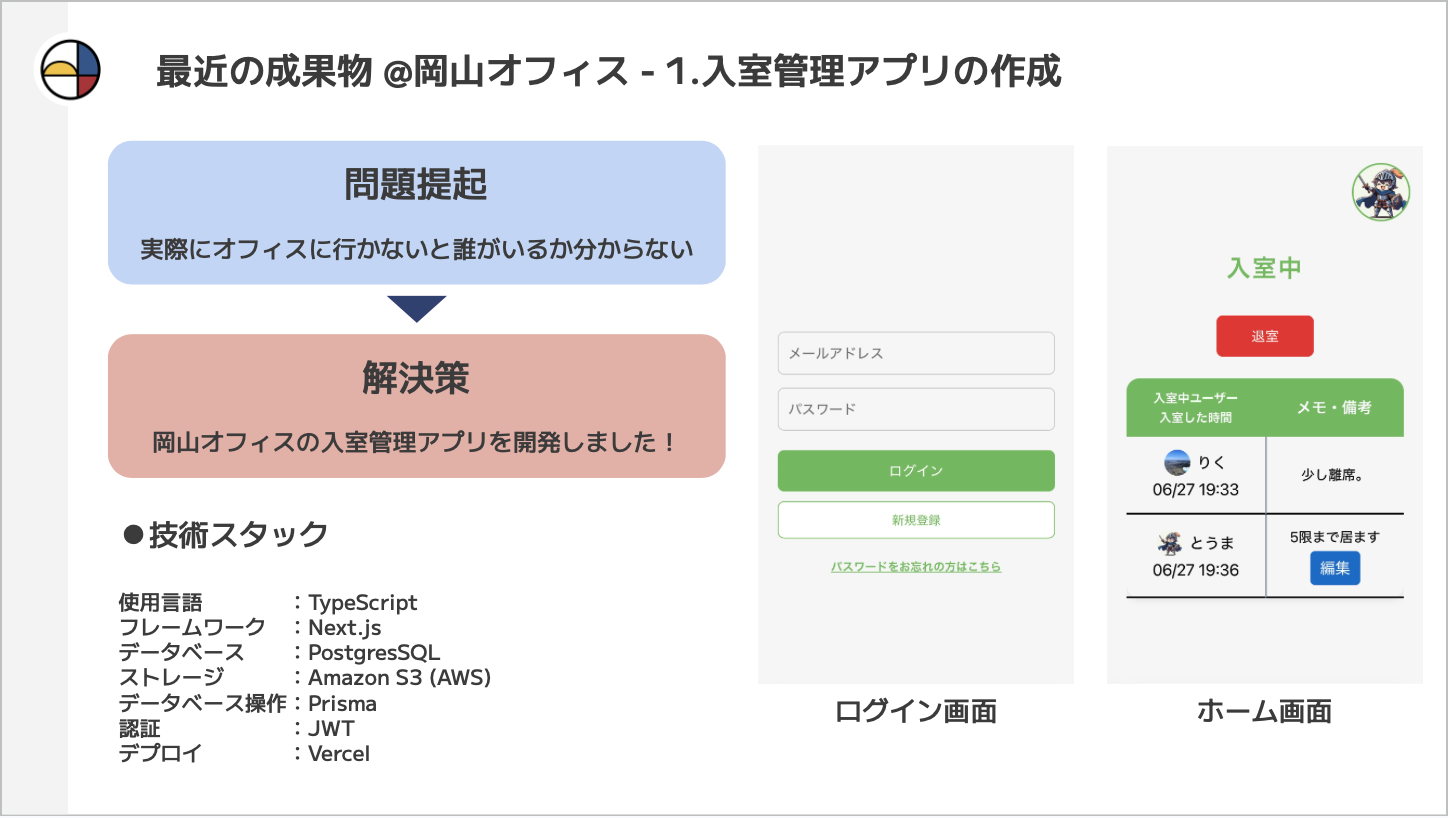 最近の成果物 @岡山オフィス - 1.入室管理アプリの作成
問題提起
実際にオフィスに行かないと誰がいるか分からない
解決策
岡山オフィスの入室管理アプリを開発しました！
●技術スタック
使用言語 ：TypeScript
フレームワーク ：Next.js
データベース ：PostgresSQL
ストレージ ：Amazon S3 (AWS)
データベース操作：Prisma
認証 ：JWT
デプロイ ：Vercel
メールアドレス
パスワード
ログイン
新規登録
パスワードをお忘れの方はこちら
ログイン画面
入室中
退室
入室中ユーザー
入室した時間
メモ・備考
りく
06/27 19:33
少し離席。
とうま
06/27 19:36
5限まで居ます
編集
ホーム画面